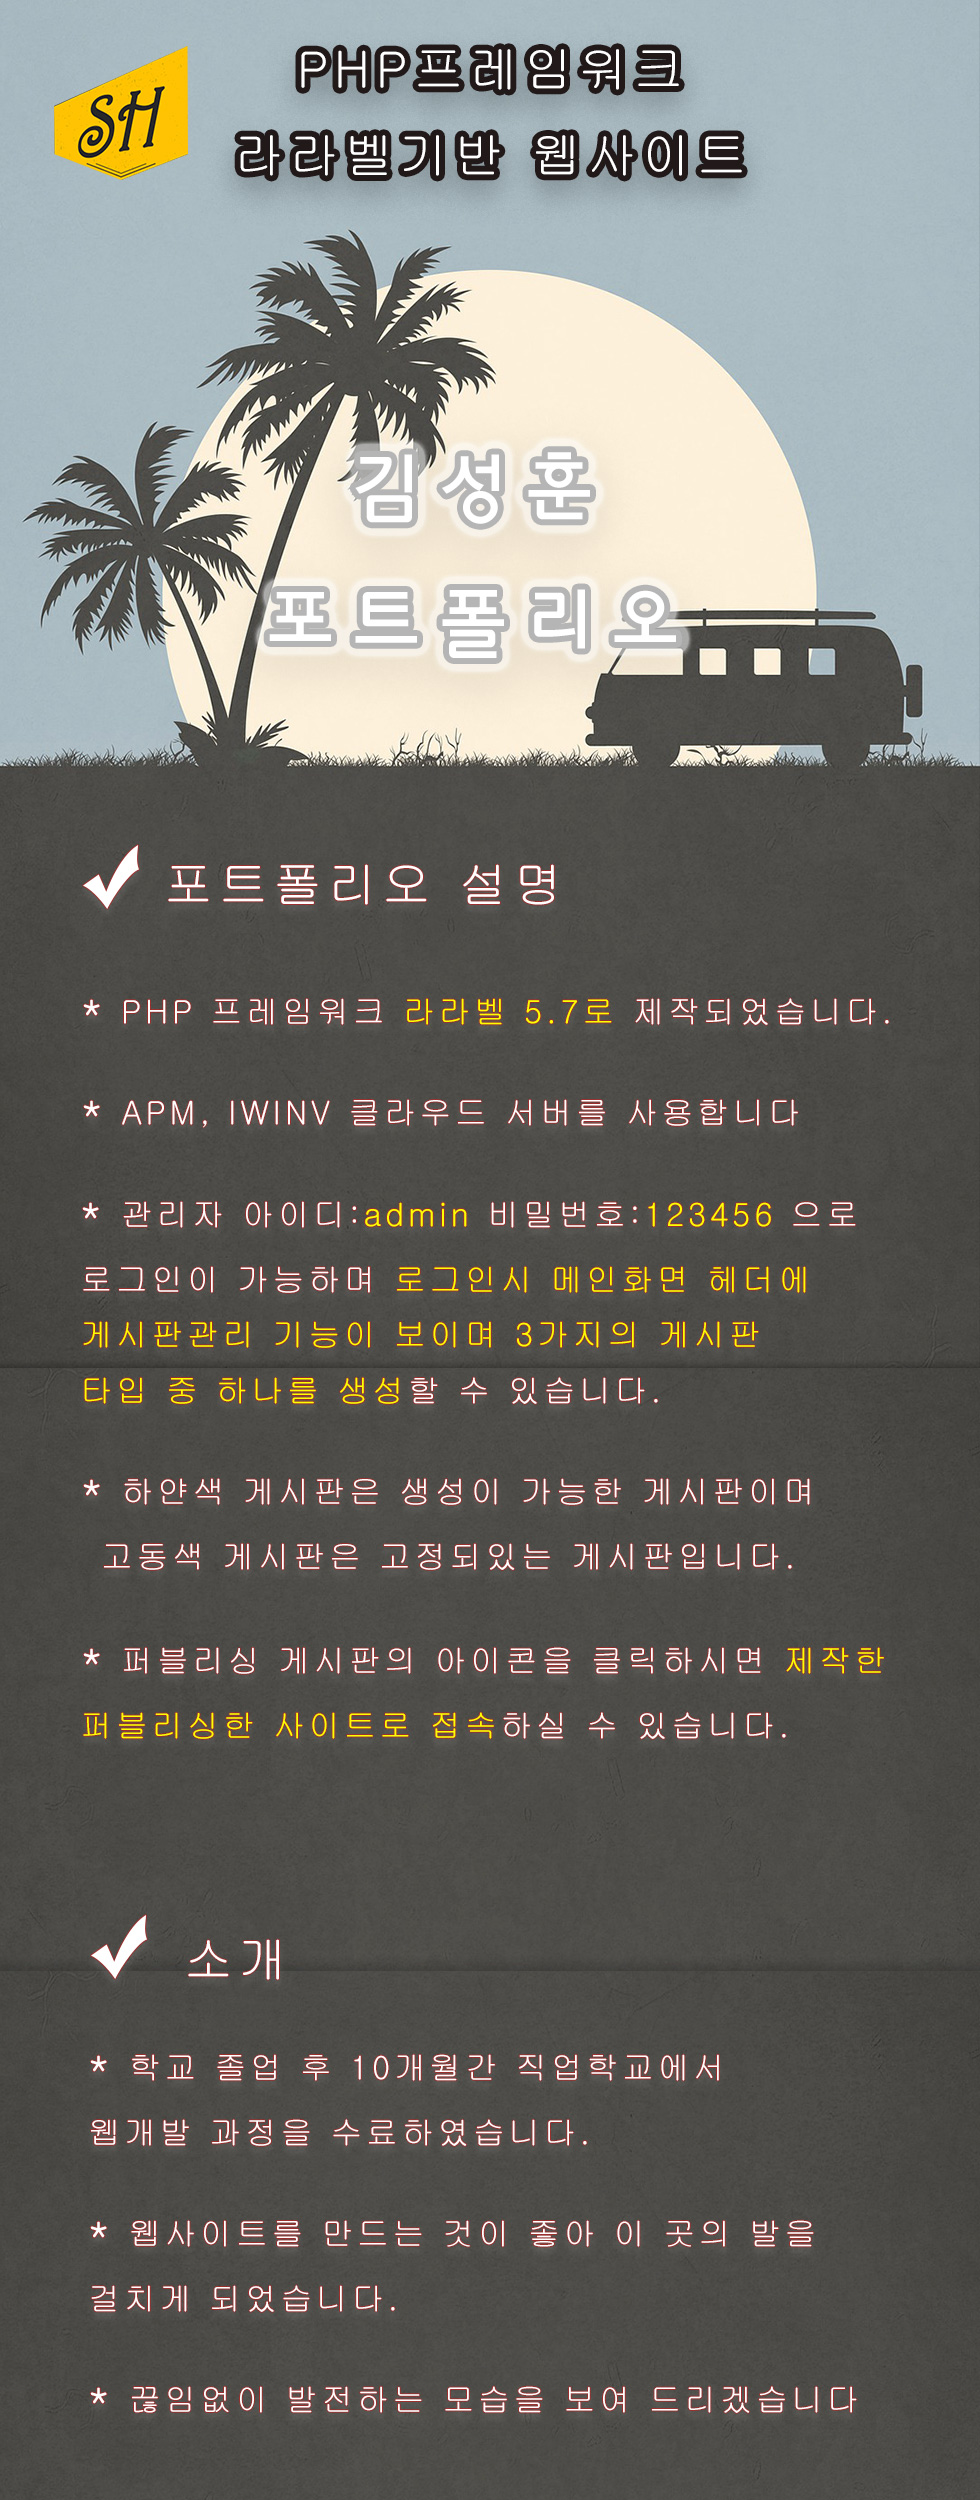 SH
PHP프레임워크
라라벨기반 웹사이트
김성훈
포트폴리오
포트폴리오 설명
* PHP 프레임워크 라라벨 5.7로 제작되었습니다.
* APM, IWINV 클라우드 서버를 사용합니다
* 관리자 아이디:admin 비밀번호:123456 으로
로그인이 가능하며 로그인시 메인화면 헤더에
게시판관리 기능이 보이며 3가지의 게시판
타입 중 하나를 생성할 수 있습니다.
* 하얀색 게시판은 생성이 가능한 게시판이며
고동색 게시판은 고정되있는 게시판입니다.
* 퍼블리싱 게시판의 아이콘을 클릭하시면 제작한
퍼블리싱한 사이트로 접속하실 수 있습니다.
소개
* 학교 졸업 후 10개월간 직업학교에서
웹개발 과정을 수료하였습니다.
* 웹사이트를 만드는 것이 좋아 이 곳의 발을
걸치게 되었습니다.
* 끊임없이 발전하는 모습을 보여 드리겠습니다